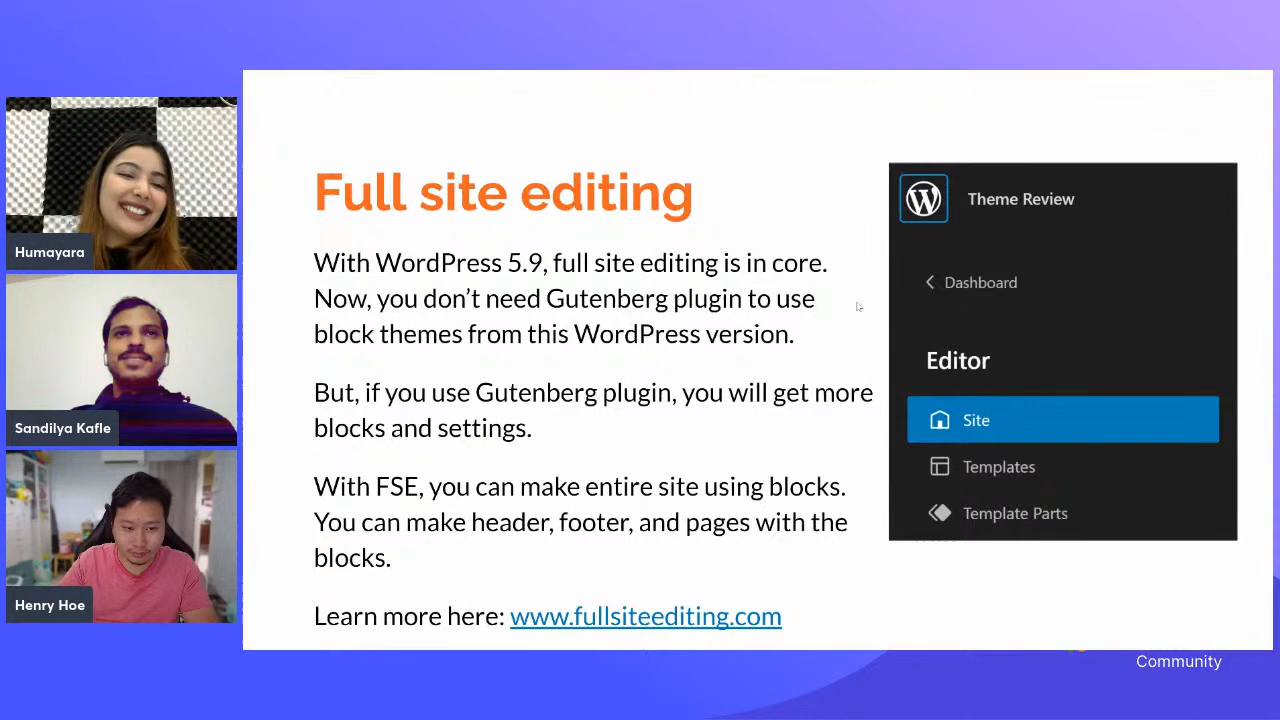 Humayara
Sandilya Kafle
Henry Hoe
Full site editing
With WordPress 5.9, full site editing is in core.
Now, you don’t need Gutenberg plugin to use
block themes from this WordPress version.
But, if you use Gutenberg plugin, you will get more
blocks and settings.
With FSE, you can make entire site using blocks.
You can make header, footer, and pages with the
blocks.
Learn more here: www.fullsiteediting.com
Theme Review
Dashboard
Editor
Site
Templates
Template Parts
Community